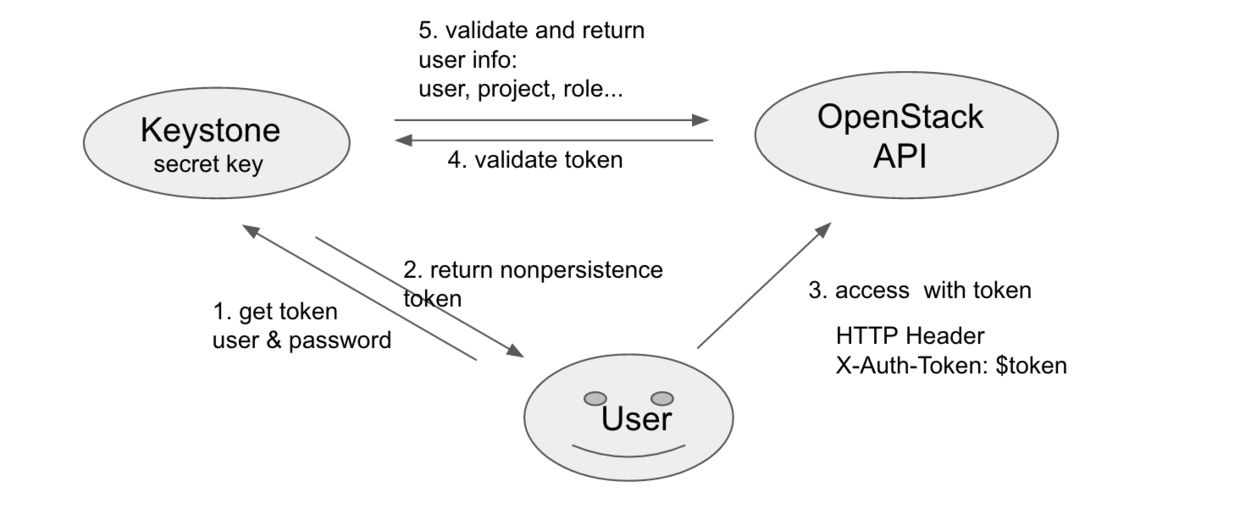 5. validate and return
user info:
user, project, role...
Keystone
secret key
OpenStack
API
4. validate token
2. return nonpersistence
token
1. get token
user & password
3. access  with token
HTTP Header
X-Auth-Token: $token
User